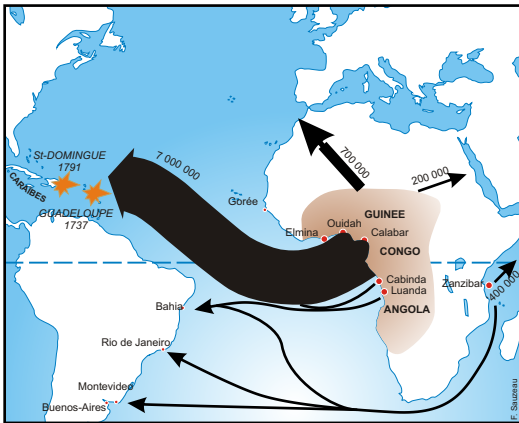 ST-DOMINGUE
1791
CARAIBES
GUADELOUPE
1737
7 000 000
700 000
200 000
Gorée
GUINEE
Ouidah
Elmina
Calabar
CONGO
Cabinda
Luanda
ANGOLA
Zanzibar
400 000
Bahia
Rio de Janeiro
Montevideo
Buenos-Aires
F. Sauzeau